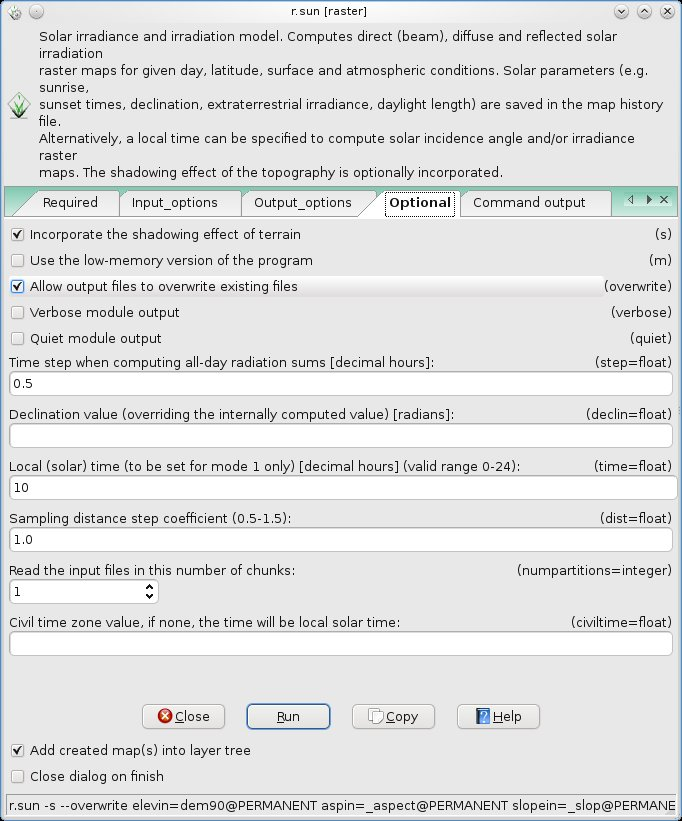 r.sun [raster]
Solar irradiance and irradiation model. Computes direct (beam), diffuse and reflected solar
irradiation
raster maps for given day, latitude, surface and atmospheric conditions. Solar parameters (e.g.
sunrise,
sunset times, declination, extraterrestrial irradiance, daylight length) are saved in the map history
file.
Alternatively, a local time can be specified to compute solar incidence angle and/or irradiance
raster
maps. The shadowing effect of the topography is optionally incorporated.
Required Input_options Output_options Optional Command output
Incorporate the shadowing effect of terrain (s)
Use the low-memory version of the program (m)
Allow output files to overwrite existing files (overwrite)
Verbose module output (verbose)
Quiet module output (quiet)
Time step when computing all-day radiation sums [decimal hours]: (step=float)
0.5
Declination value (overriding the internally computed value) [radians]: (declin=float)
Local (solar) time (to be set for mode 1 only) [decimal hours] (valid range 0-24): (time=float)
10
Sampling distance step coefficient (0.5-1.5): (dist=float)
1.0
Read the input files in this number of chunks: (numpartitions=integer)
1
Civil time zone value, if none, the time will be local solar time: (civiltime=float)
Close Run Copy Help
Add created map(s) into layer tree
Close dialog on finish
r.sun -s --overwrite elevin=dem90@PERMANENT aspin=_aspect@PERMANENT slopein=_slop@PERMANE